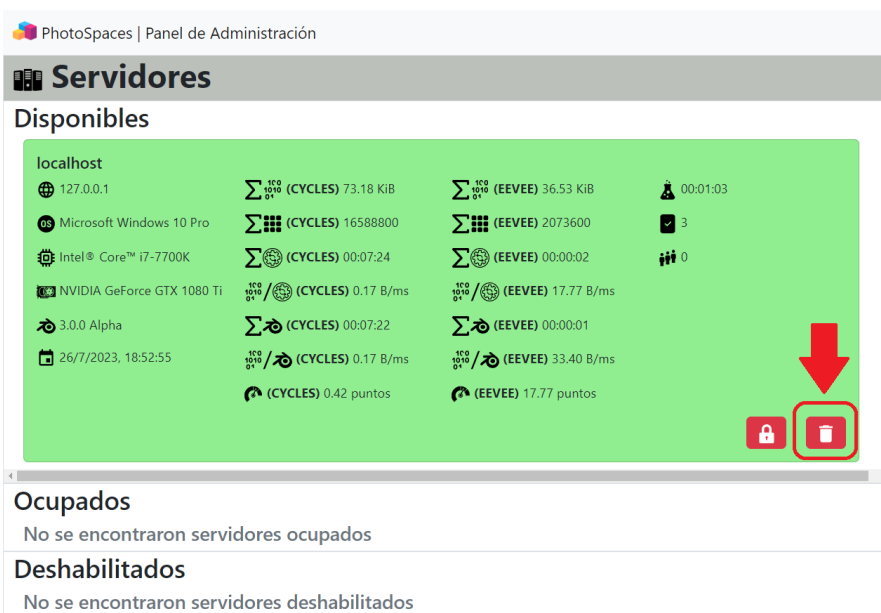 PhotoSpaces | Panel de Administración
Servidores
Disponibles
localhost
127.0.0.1
Microsoft Windows 10 Pro
Intel® Core™ i7-7700K
NVIDIA GeForce GTX 1080 Ti
3.0.0 Alpha
26/7/2023, 18:52:55
(CYCLES) 73.18 KiB
(CYCLES) 16588800
(CYCLES) 00:07:24
(CYCLES) 0.17 B/ms
(CYCLES) 00:07:22
(CYCLES) 0.17 B/ms
(CYCLES) 0.42 puntos
(EEVEE) 36.53 KiB
(EEVEE) 2073600
(EEVEE) 00:00:02
(EEVEE) 17.77 B/ms
(EEVEE) 00:00:01
(EEVEE) 33.40 B/ms
(EEVEE) 17.77 puntos
00:01:03
3
0
Ocupados
No se encontraron servidores ocupados
Deshabilitados
No se encontraron servidores deshabilitados